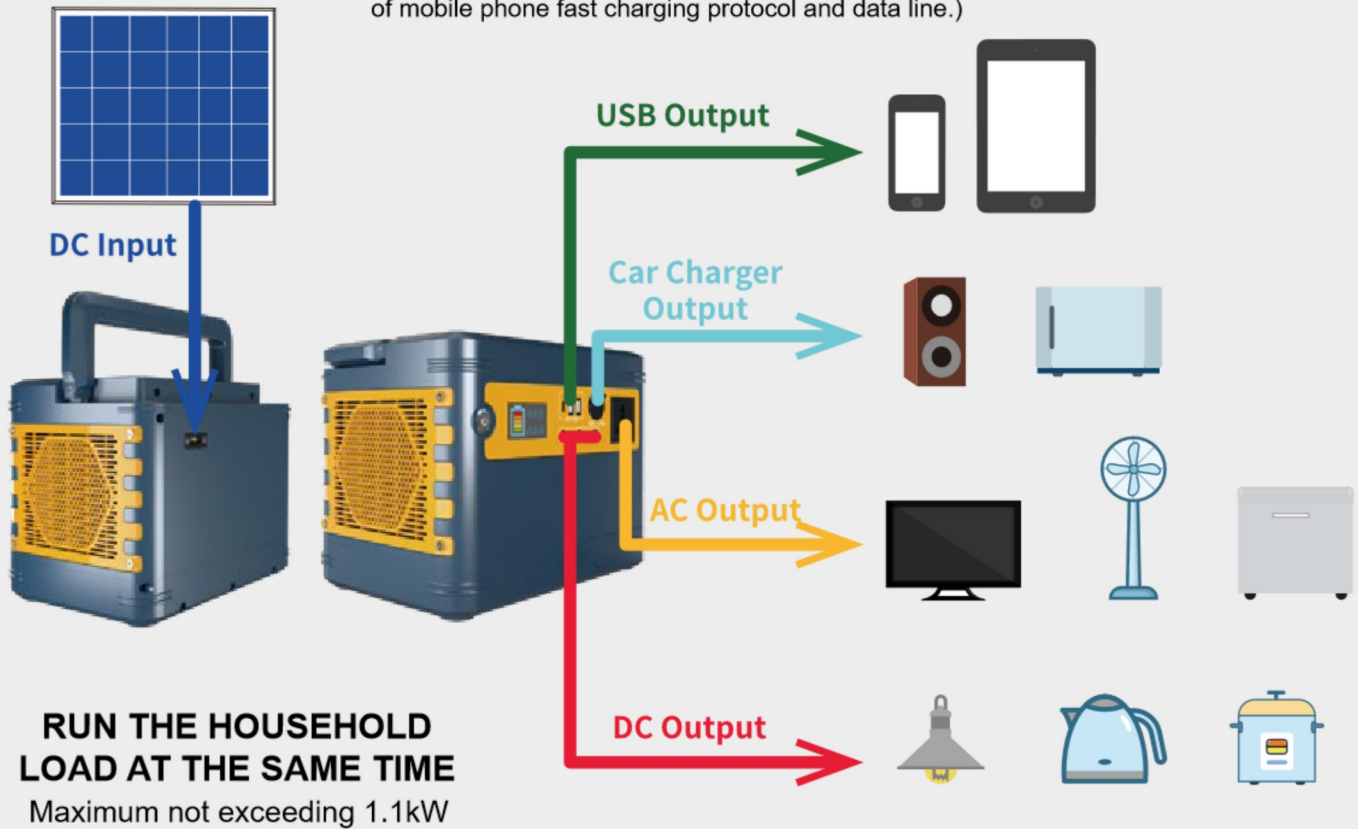 of mobile phone fast charging protocol and data line.)
USB Output
DC Input
Car Charger
Output
AC Output
DC Output
RUN THE HOUSEHOLD
LOAD AT THE SAME TIME
Maximum not exceeding 1.1kW